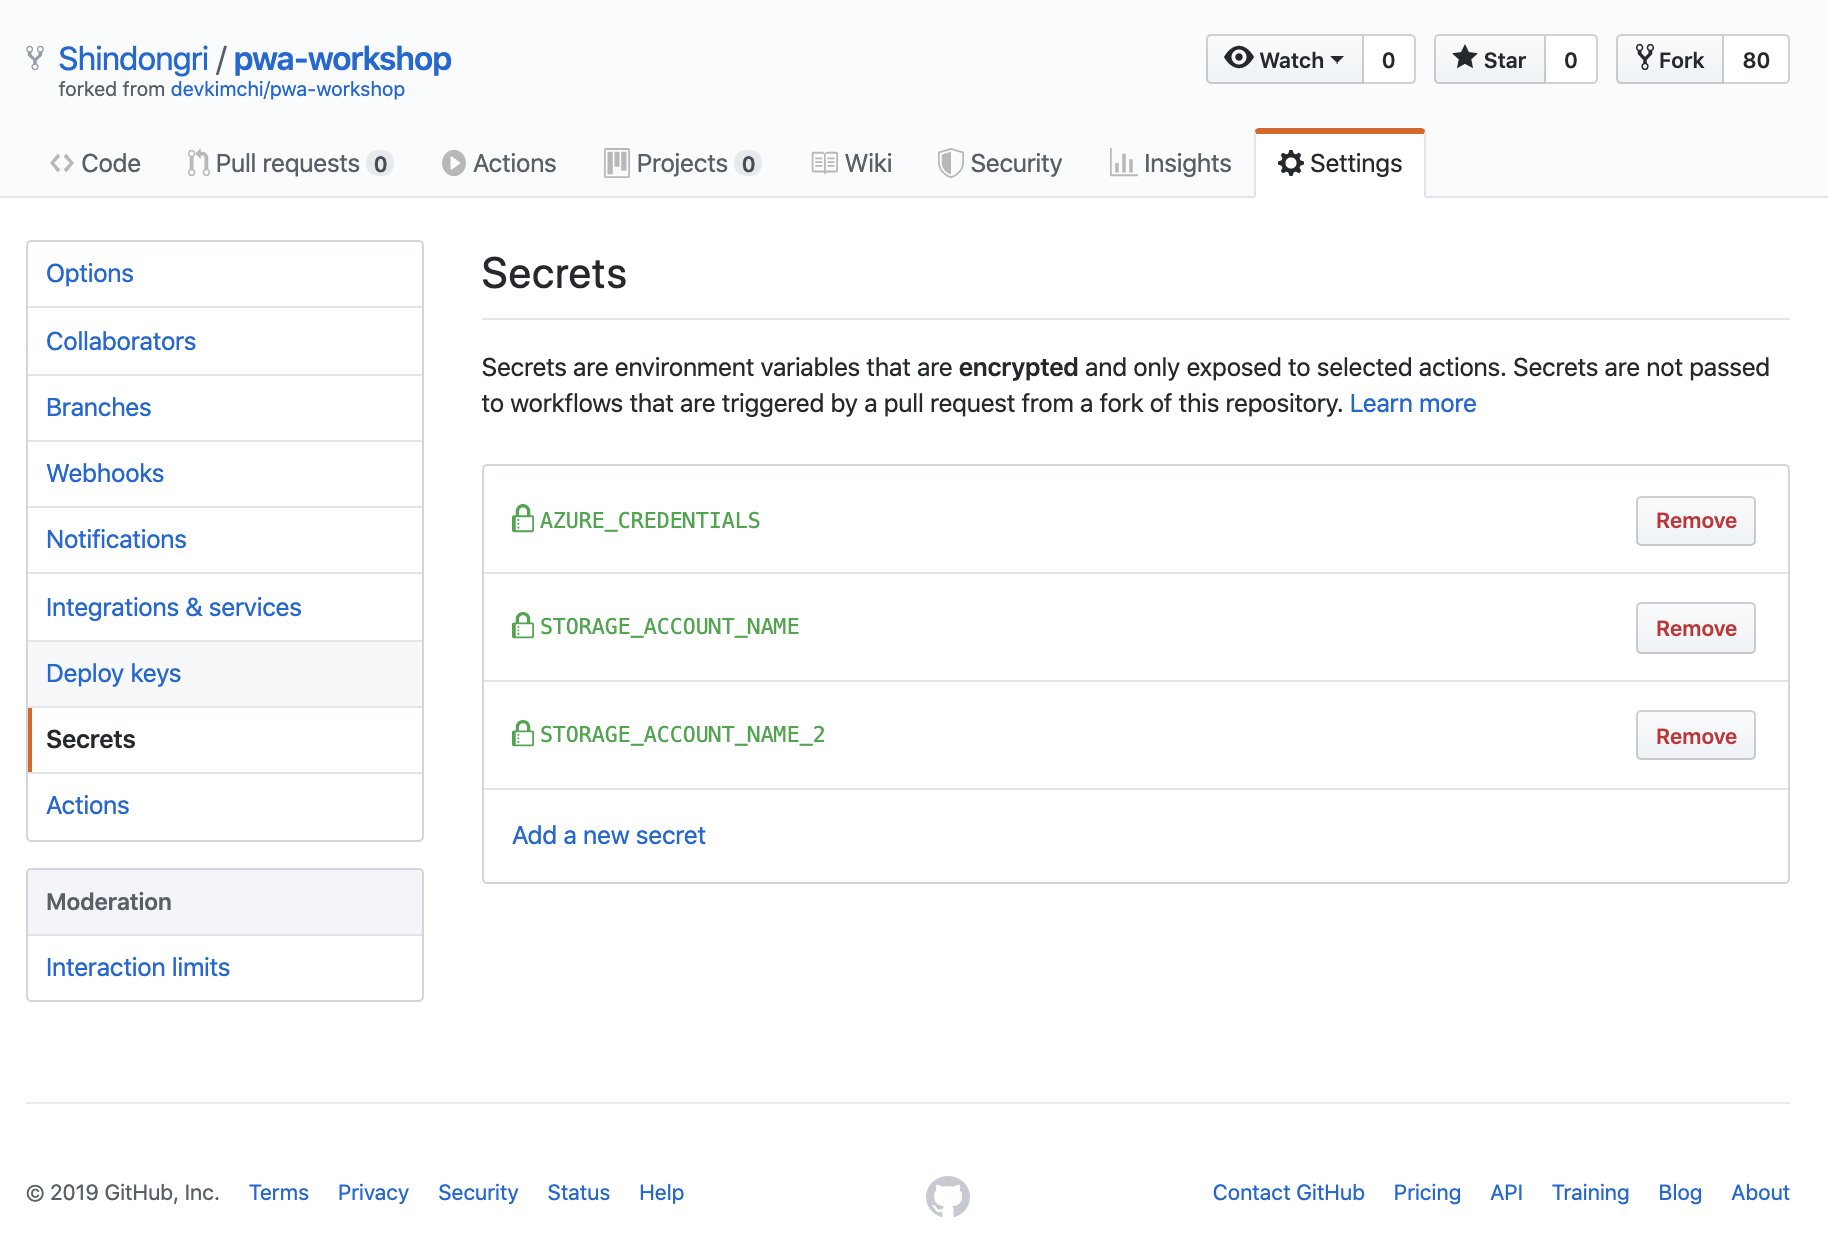 Shindongri / pwa-workshop
forked from devkimchi/pwa-workshop
Watch 0 Star 0 Fork 80
Code Pull requests 0 Actions Projects 0 Wiki Security Insights Settings
Options
Collaborators
Branches
Webhooks
Notifications
Integrations & services
Deploy keys
Secrets
Actions
Moderation
Interaction limits
Secrets
Secrets are environment variables that are encrypted and only exposed to selected actions. Secrets are not passed
to workflows that are triggered by a pull request from a fork of this repository. Learn more
AZURE_CREDENTIALS Remove
STORAGE_ACCOUNT_NAME Remove
STORAGE_ACCOUNT_NAME_2 Remove
Add a new secret
© 2019 GitHub, Inc. Terms Privacy Security Status Help Contact GitHub Pricing API Training Blog About